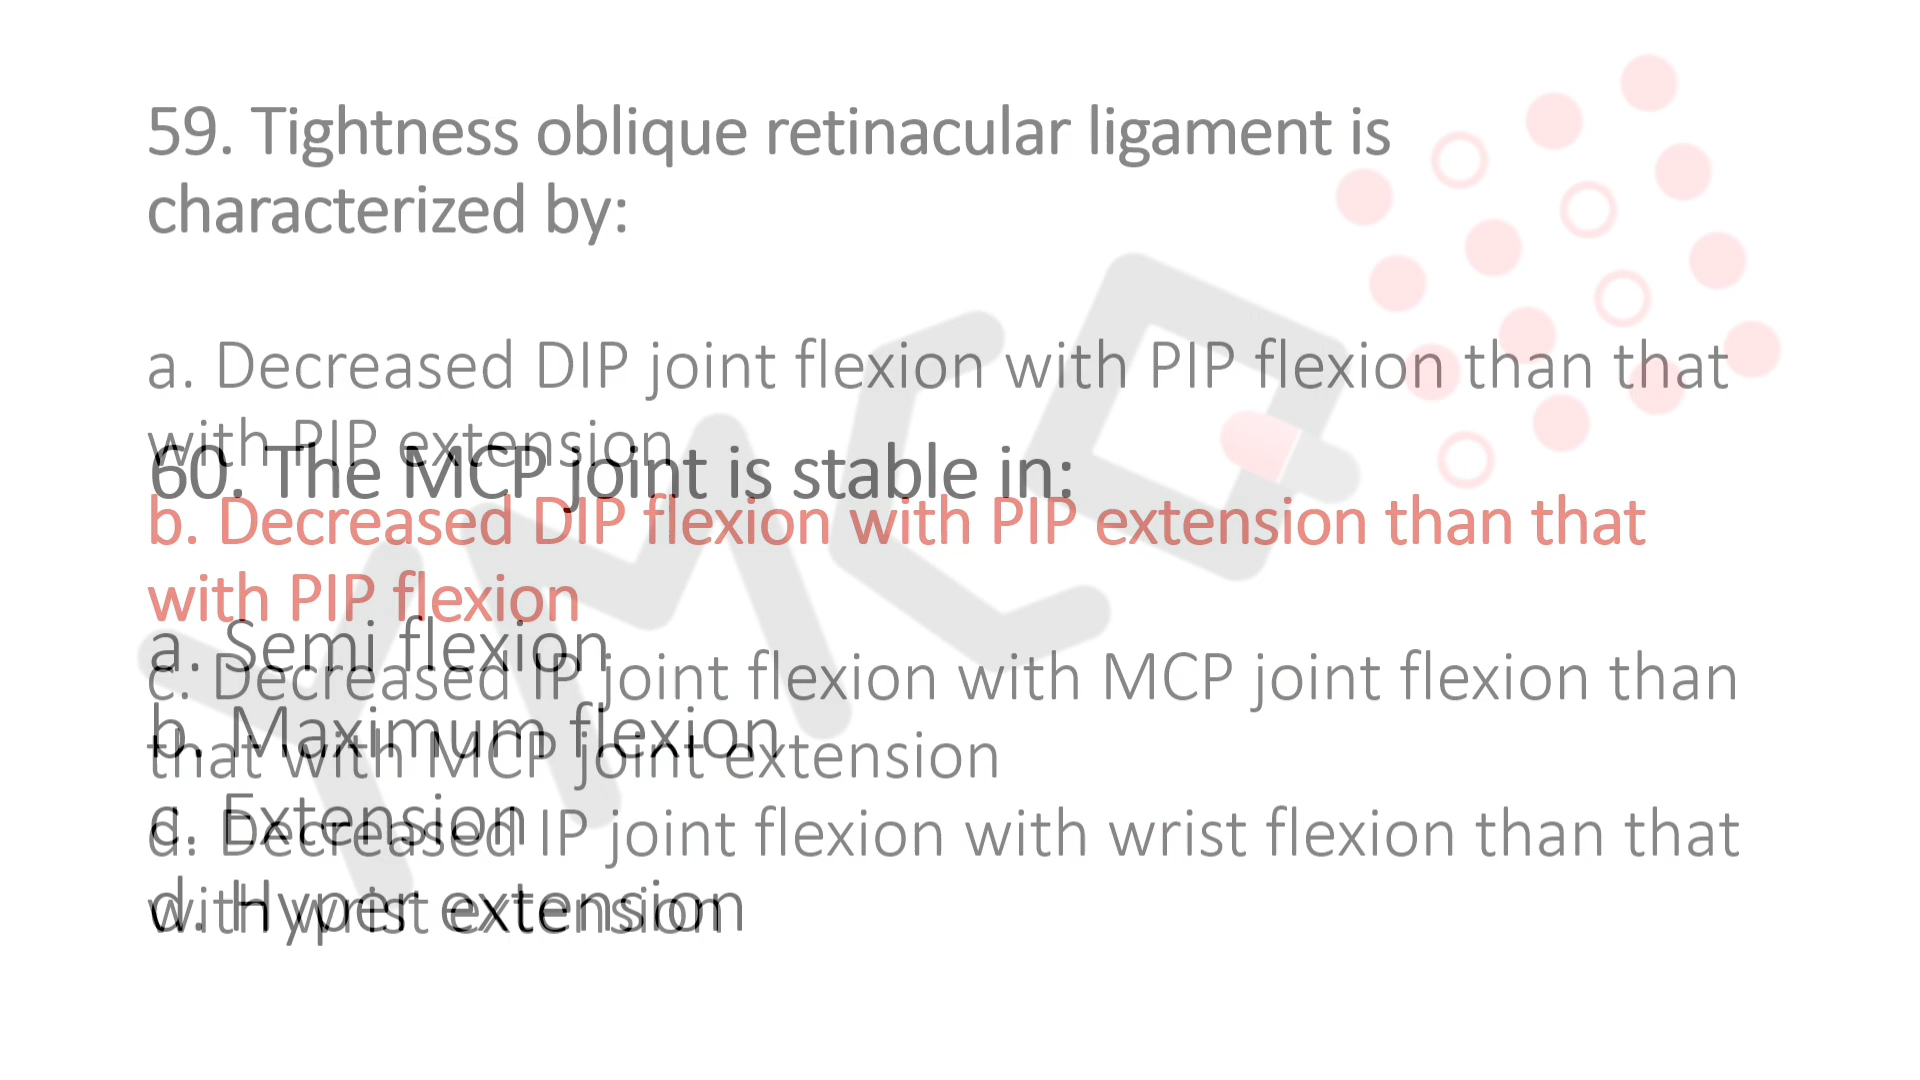 59. Tightness oblique retinacular ligament is
characterized by:
a. Decreased DIP joint flexion with PIP flexion than that
with PIP extension
b. Decreased DIP flexion with PIP extension than that
with PIP flexion
c. Decreased IP joint flexion with MCP joint flexion than
that with MCP joint extension
d. Decreased IP joint flexion with wrist flexion than that
with wrist extension
60. The MCP joint is stable in:
a. Semi flexion
b. Maximum flexion
c. Extension
d. Hyper extension
YMCQ